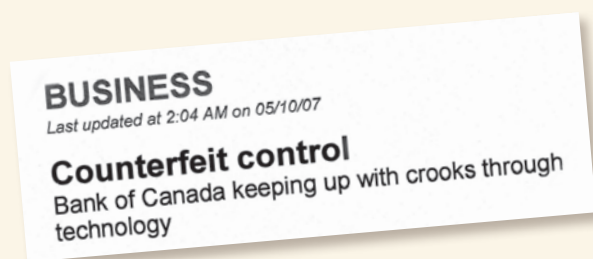 BUSINESS
Last updated at 2:04 AM on 05/10/07
Counterfeit control
Bank of Canada keeping up with crooks through
technology